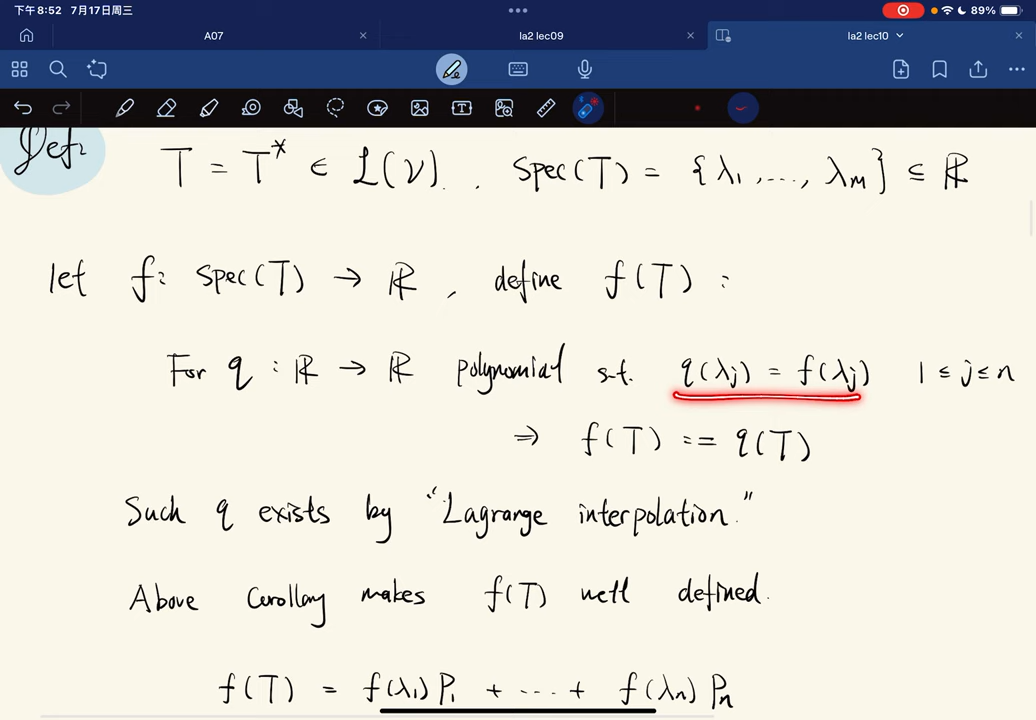 下午8:52 7月17日周三
89%
A07
la2 lec09
la2 lec10
Def:
T = T* ∈ L(V). , Spec(T) = {λ1, ..., λm} ⊆ ℝ
let f: Spec(T) → ℝ, define f(T) :
For q : ℝ → ℝ polynomial s.t. q(λj) = f(λj) 1 ≤ j ≤ n
⇒ f(T) := q(T)
Such q exists by "Lagrange interpolation."
Above Corollary makes f(T) well defined.
f(T) = f(λ1) P1 + ... + f(λn) Pn